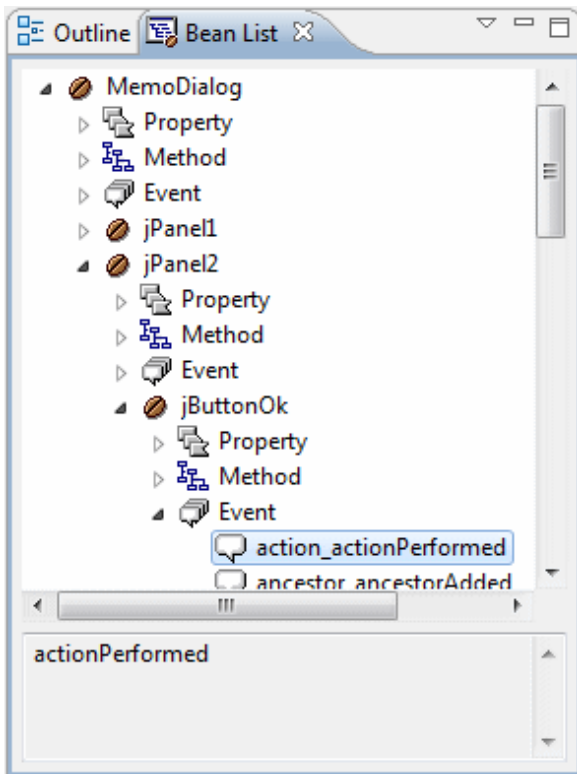 Outline Bean List
MemoDialog
Property
Method
Event
jPanel1
jPanel2
Property
Method
Event
jButtonOk
Property
Method
Event
action_actionPerformed
ancestor_ancestorAdded
actionPerformed